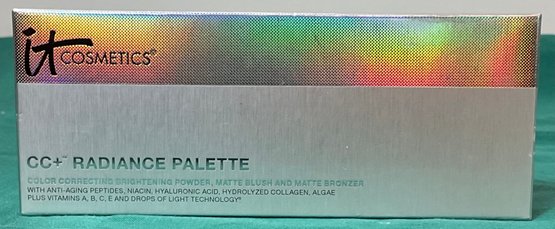 iT COSMETICS®
CC+™ RADIANCE PALETTE
COLOR CORRECTING BRIGHTENING POWDER, MATTE BLUSH AND MATTE BRONZER
WITH ANTI-AGING PEPTIDES, NIACIN, HYALURONIC ACID, HYDROLYZED COLLAGEN, ALGAE
PLUS VITAMINS A, B, C, E AND DROPS OF LIGHT TECHNOLOGY®